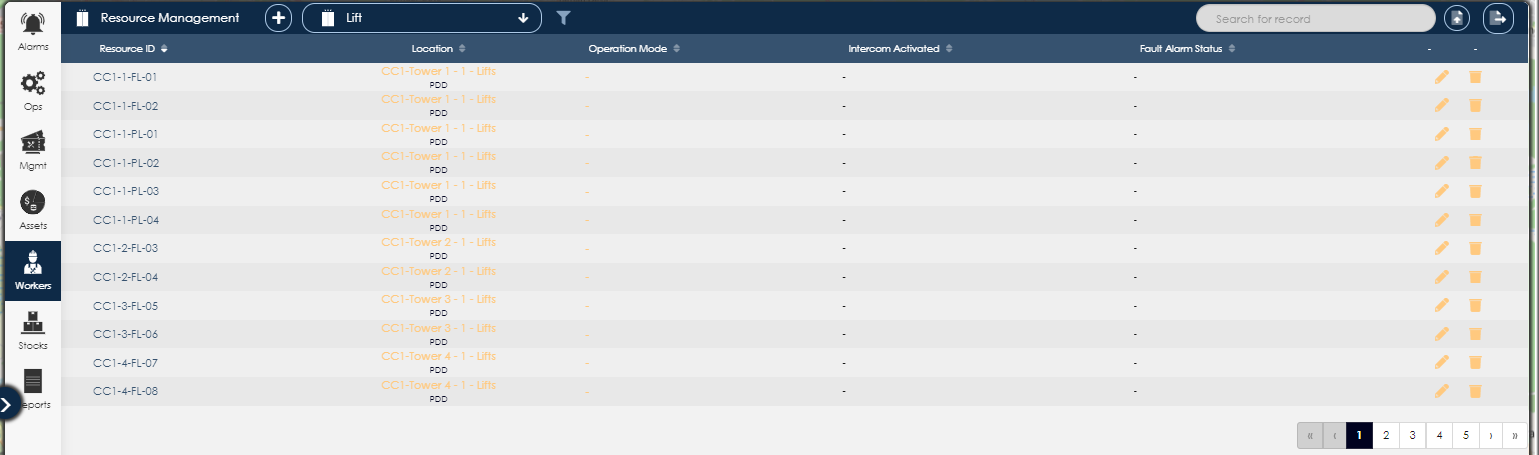 Alarms
Ops
Mgmt
Assets
Workers
Stocks
eports
Resource Management + Lift Search for record
Resource ID Location Operation Mode Intercom Activated Fault Alarm Status - -
CC1-1-FL-01 CC1-Tower 1 - 1 - Lifts - - -
PDD
CC1-1-FL-02 CC1-Tower 1 - 1 - Lifts - - -
PDD
CC1-1-PL-01 CC1-Tower 1 - 1 - Lifts - - -
PDD
CC1-1-PL-02 CC1-Tower 1 - 1 - Lifts - - -
PDD
CC1-1-PL-03 CC1-Tower 1 - 1 - Lifts - - -
PDD
CC1-1-PL-04 CC1-Tower 1 - 1 - Lifts - - -
PDD
CC1-2-FL-03 CC1-Tower 2 - 1 - Lifts - - -
PDD
CC1-2-FL-04 CC1-Tower 2 - 1 - Lifts - - -
PDD
CC1-3-FL-05 CC1-Tower 3 - 1 - Lifts - - -
PDD
CC1-3-FL-06 CC1-Tower 3 - 1 - Lifts - - -
PDD
CC1-4-FL-07 CC1-Tower 4 - 1 - Lifts - - -
PDD
CC1-4-FL-08 CC1-Tower 4 - 1 - Lifts - - -
PDD
« ‹ 1 2 3 4 5 › »